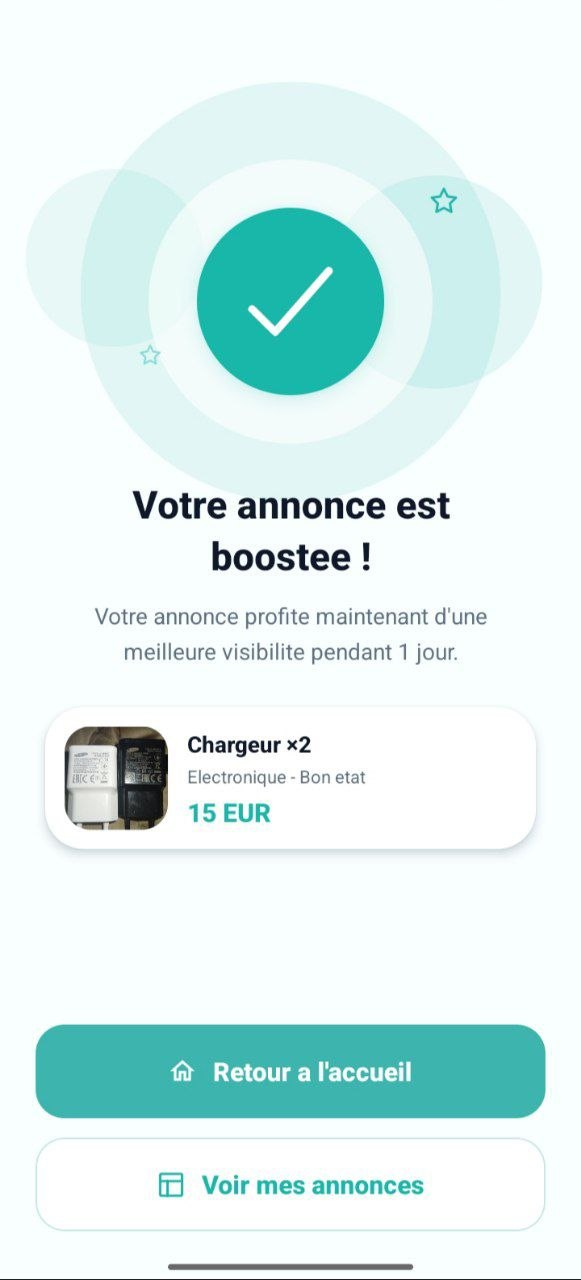 Votre annonce est
boostee !
Votre annonce profite maintenant d'une
meilleure visibilite pendant 1 jour.
Chargeur ×2
Electronique - Bon etat
15 EUR
Retour a l'accueil
Voir mes annonces